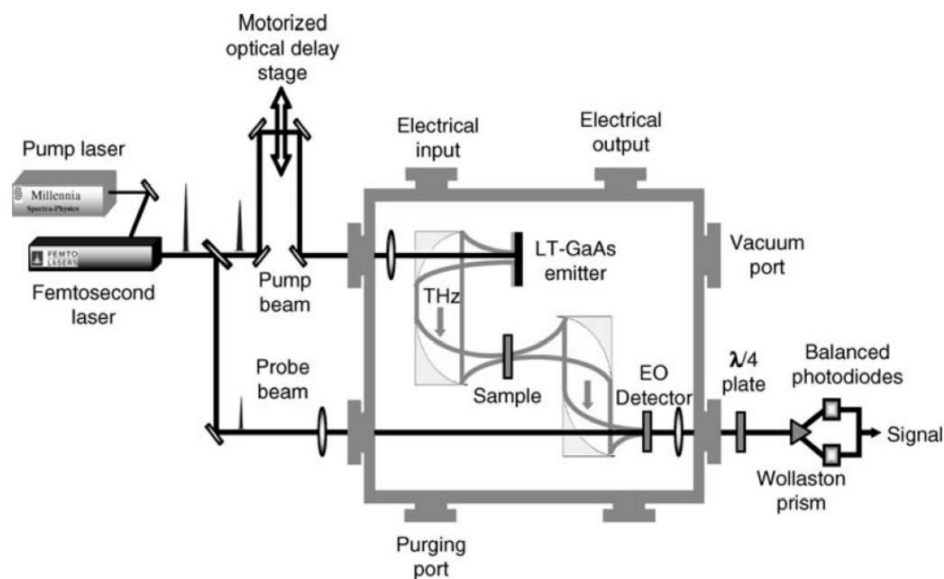 Motorized
optical delay
stage
Electrical
input
Electrical
output
Pump laser
Millennia
Spectra-Physics
FEMTO
LASERS
Femtosecond
laser
Pump
beam
LT-GaAs
emitter
Vacuum
port
THz
Probe
beam
Sample
EO
Detector
λ/4
plate
Balanced
photodiodes
Signal
Wollaston
prism
Purging
port